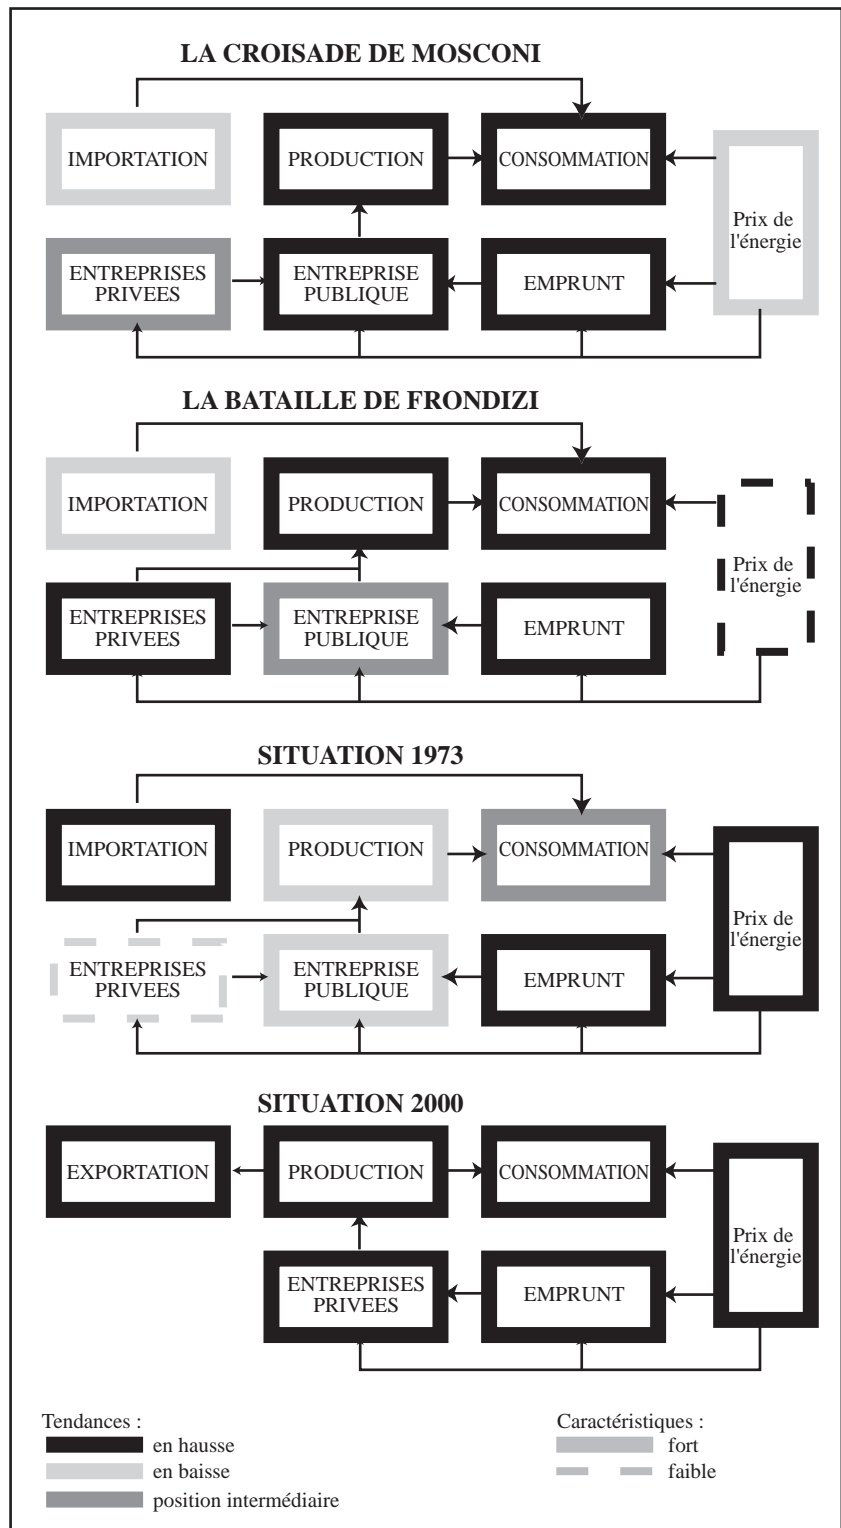 LA CROISADE DE MOSCONI
IMPORTATION
PRODUCTION
CONSOMMATION
Prix de
l'énergie
ENTREPRISES
PRIVEES
ENTREPRISE
PUBLIQUE
EMPRUNT
LA BATAILLE DE FRONDIZI
IMPORTATION
PRODUCTION
CONSOMMATION
Prix de
l'énergie
ENTREPRISES
PRIVEES
ENTREPRISE
PUBLIQUE
EMPRUNT
SITUATION 1973
IMPORTATION
PRODUCTION
CONSOMMATION
Prix de
l'énergie
ENTREPRISES
PRIVEES
ENTREPRISE
PUBLIQUE
EMPRUNT
SITUATION 2000
EXPORTATION
PRODUCTION
CONSOMMATION
Prix de
l'énergie
ENTREPRISES
PRIVEES
EMPRUNT
Tendances :
en hausse
en baisse
position intermédiaire
Caractéristiques :
fort
faible